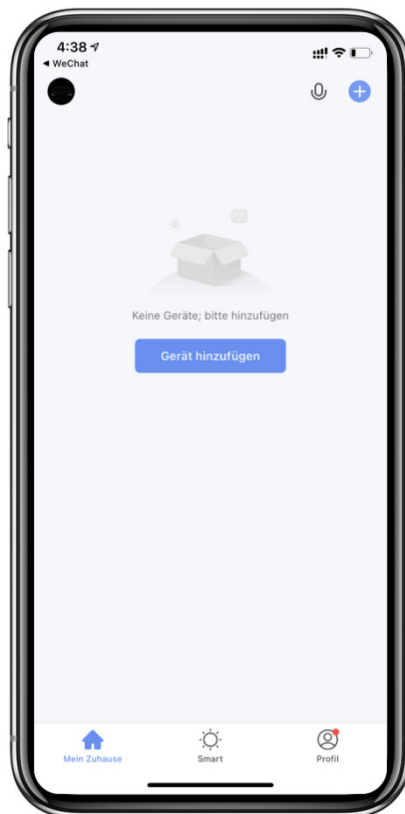 4:38
◀ WeChat
Keine Geräte; bitte hinzufügen
Gerät hinzufügen
Mein Zuhause
Smart
Profil